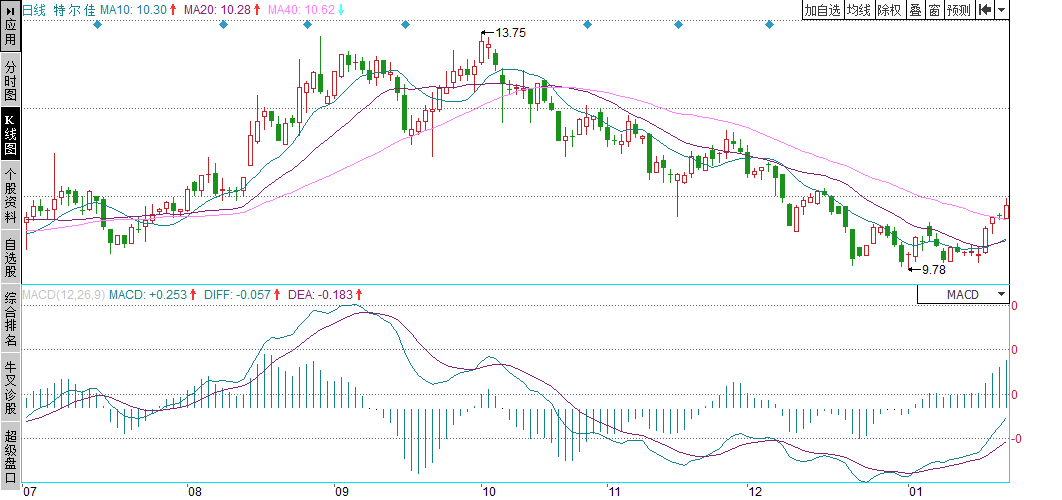 日线 特尔佳 MA10: 10.30 MA20: 10.28 MA40: 10.62
加自选 均线 除权 叠 窗 预测
应用
分时图
K线图
个股资料
自选股
综合排名
牛叉诊股
超级盘口
13.75
9.78
MACD(12,26,9) MACD: +0.253 DIFF: -0.057 DEA: -0.183
MACD
0
0
0
-0
07 08 09 10 11 12 01